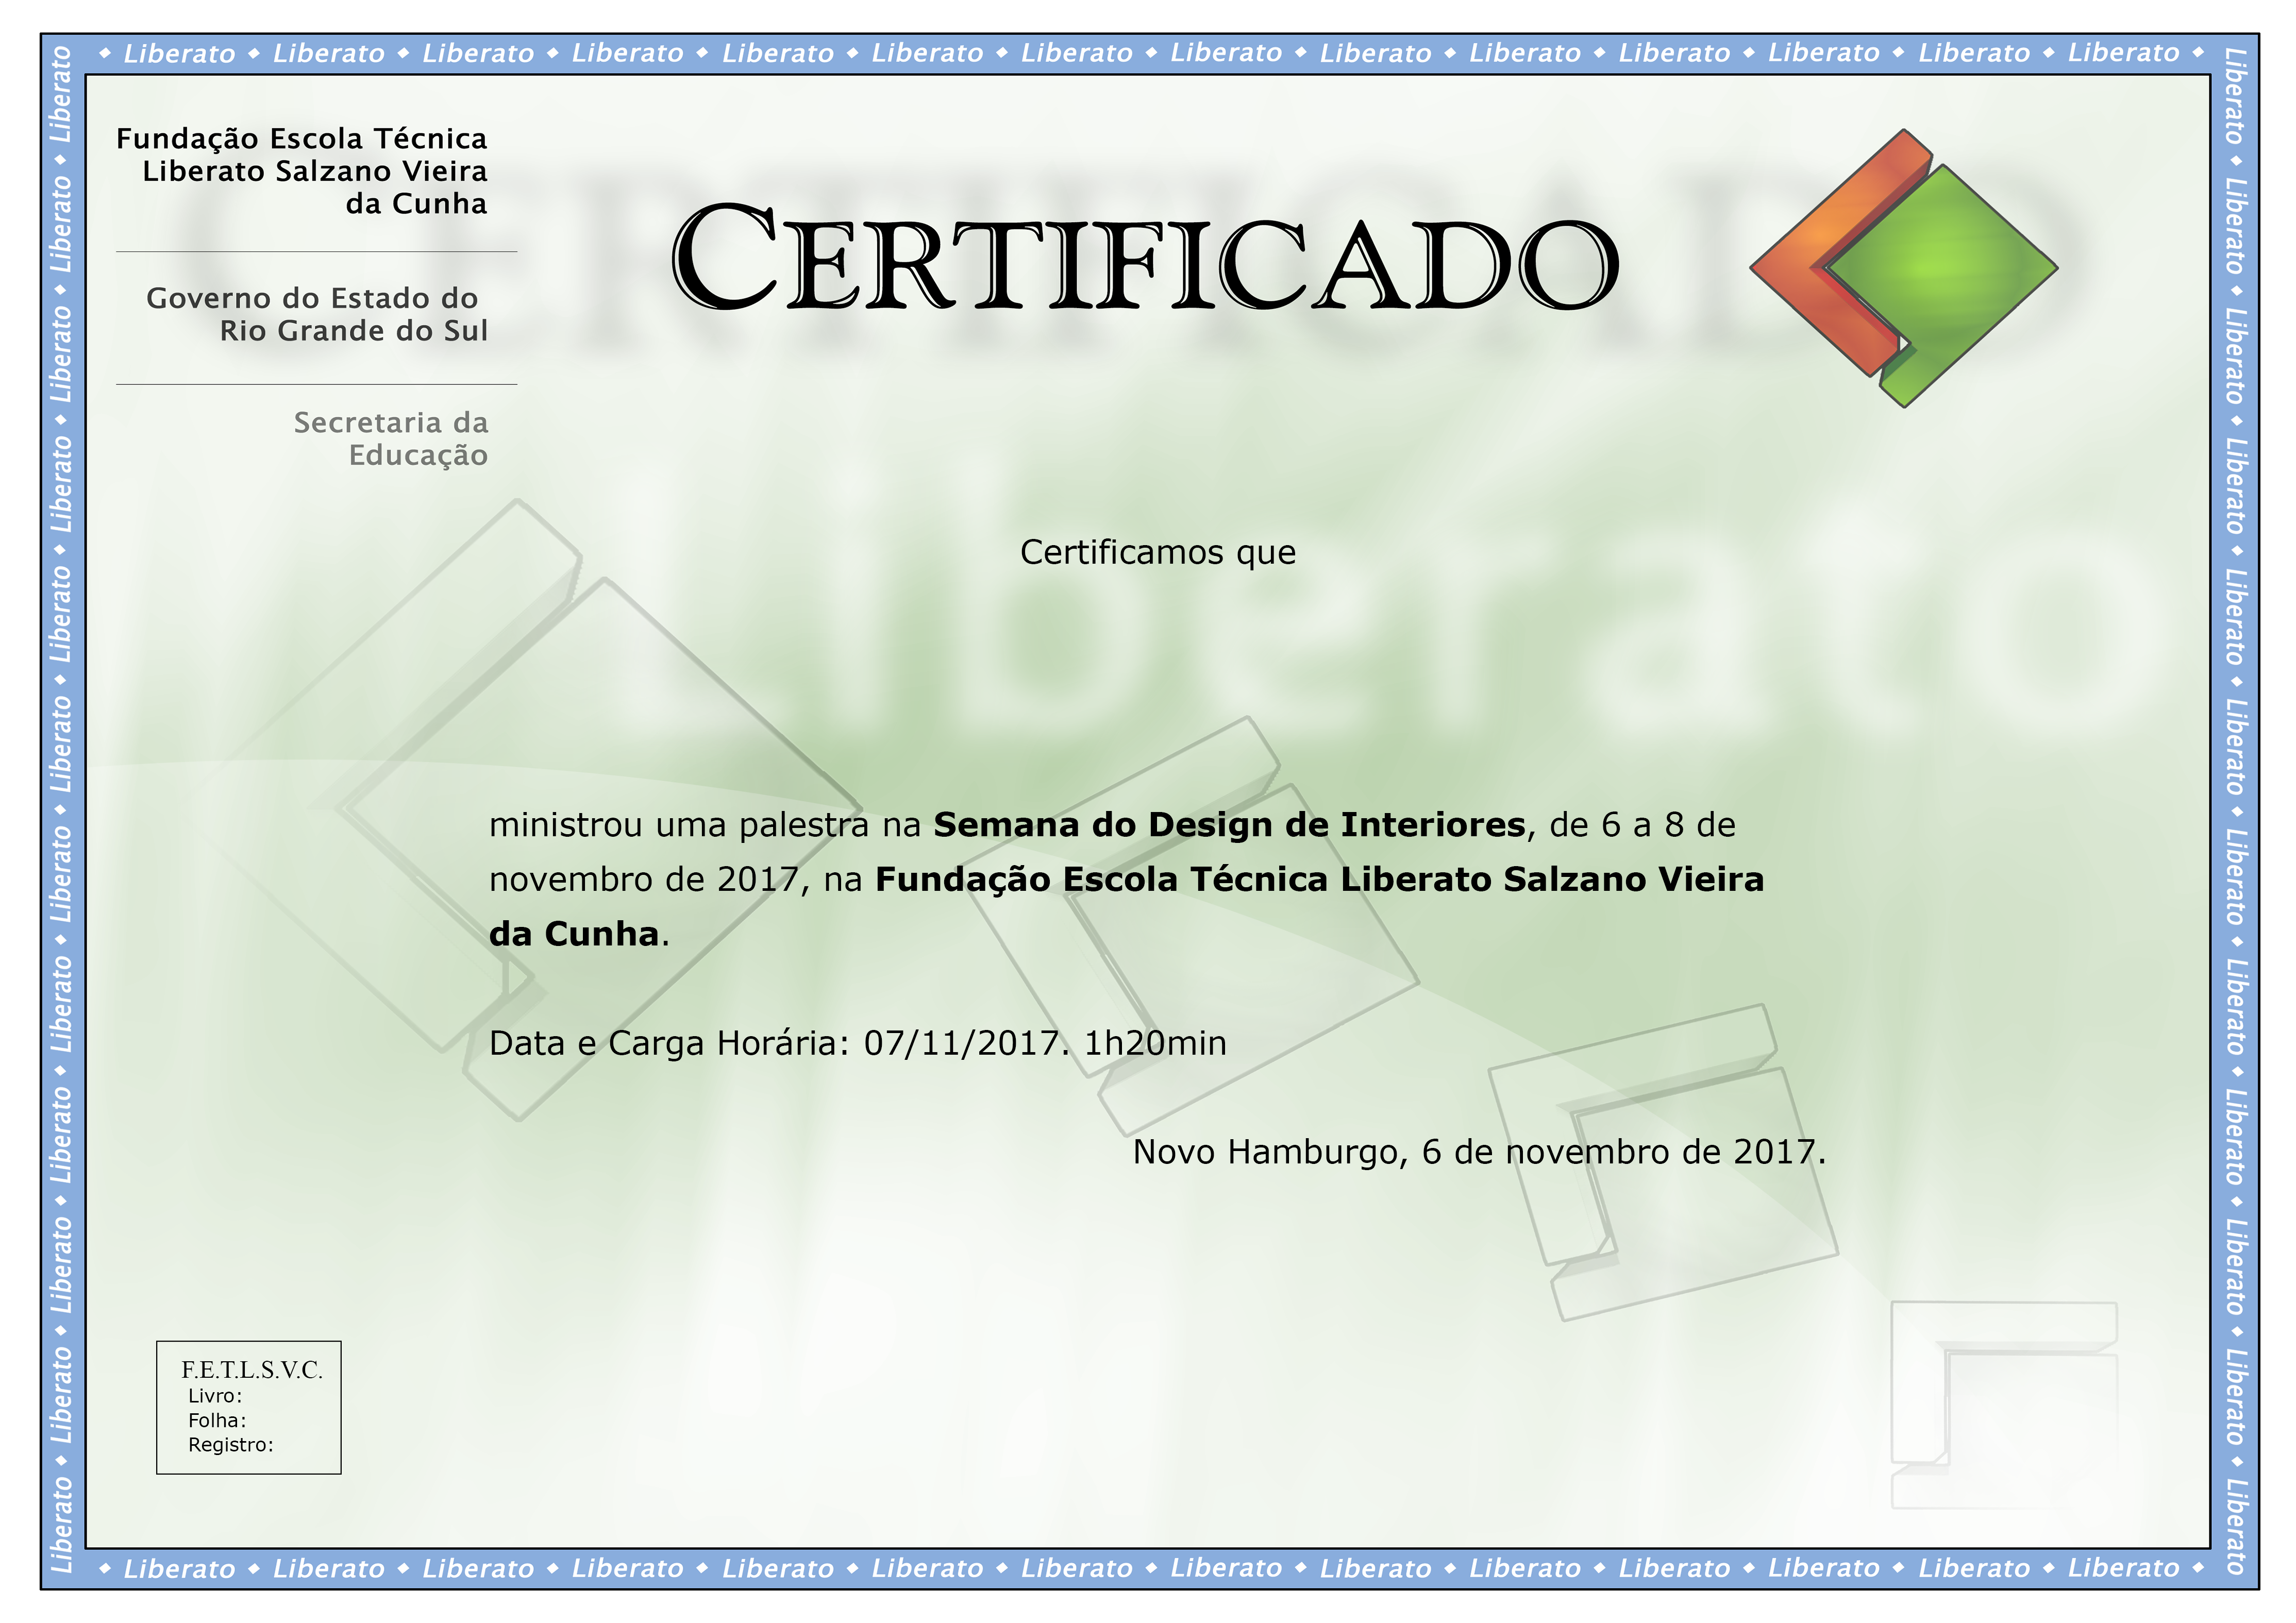 Liberato ◆ Liberato ◆ Liberato ◆ Liberato ◆ Liberato ◆ Liberato ◆ Liberato ◆ Liberato ◆ Liberato ◆ Liberato ◆ Liberato ◆ Liberato ◆ Liberato ◆ Liberato
Fundação Escola Técnica
Liberato Salzano Vieira
da Cunha
Governo do Estado do
Rio Grande do Sul
Secretaria da
Educação
CERTIFICADO
Liberato
Certificamos que
ministrou uma palestra na Semana do Design de Interiores, de 6 a 8 de
novembro de 2017, na Fundação Escola Técnica Liberato Salzano Vieira
da Cunha.
Data e Carga Horária: 07/11/2017. 1h20min
Novo Hamburgo, 6 de novembro de 2017.
F.E.T.L.S.V.C.
Livro:
Folha:
Registro:
Liberato ◆ Liberato ◆ Liberato ◆ Liberato ◆ Liberato ◆ Liberato ◆ Liberato ◆ Liberato ◆ Liberato ◆ Liberato ◆ Liberato ◆ Liberato ◆ Liberato ◆ Liberato